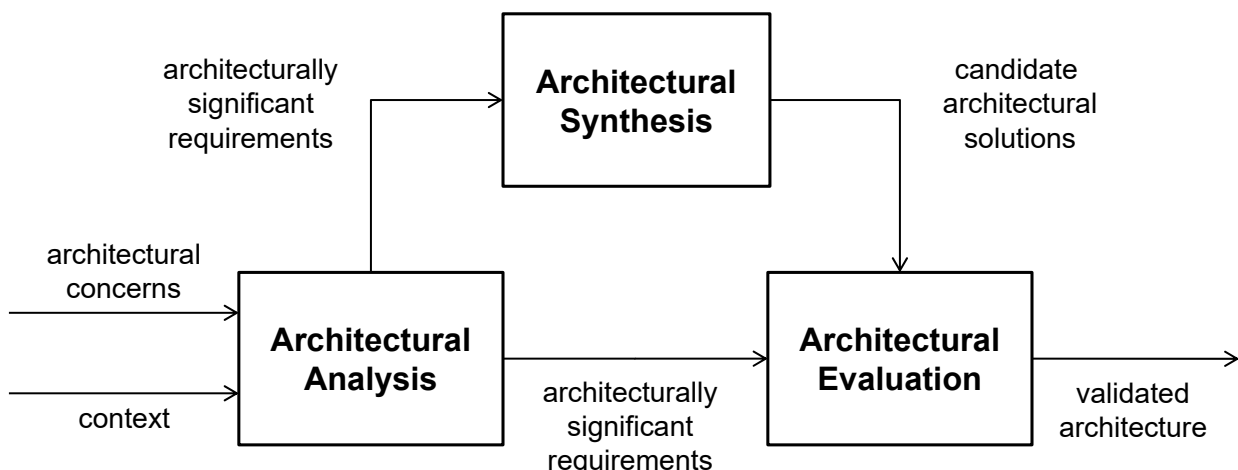 architecturally
significant
requirements
Architectural
Synthesis
candidate
architectural
solutions
architectural
concerns
context
Architectural
Analysis
architecturally
significant
requirements
Architectural
Evaluation
validated
architecture